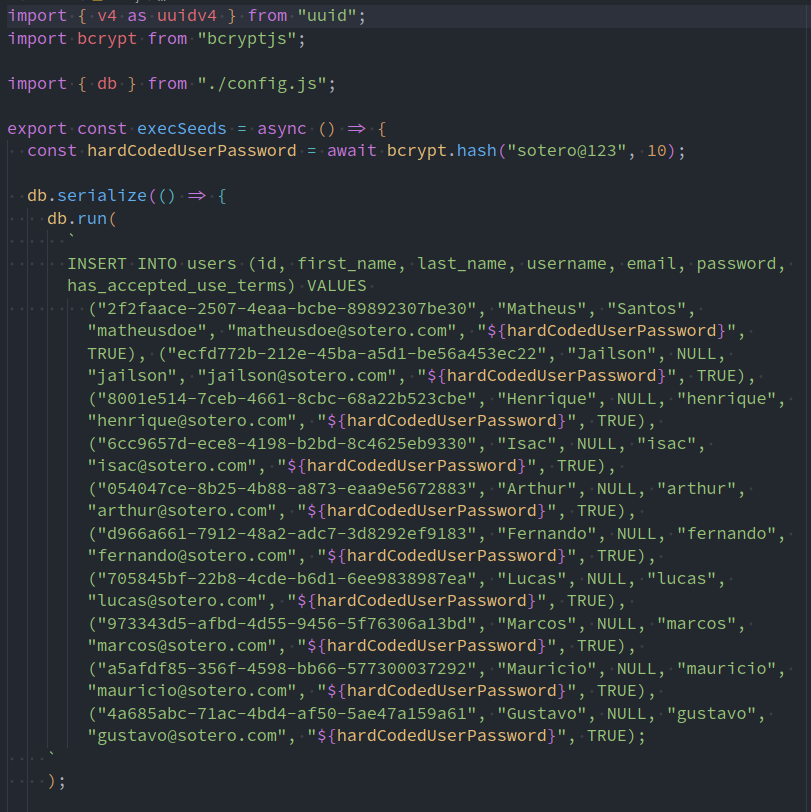 import { v4 as uuidv4 } from "uuid";
import bcrypt from "bcryptjs";
import { db } from "./config.js";
export const execSeeds = async () => {
const hardCodedUserPassword = await bcrypt.hash("sotero@123", 10);
db.serialize(() => {
db.run(
`
INSERT INTO users (id, first_name, last_name, username, email, password,
has_accepted_use_terms) VALUES
("2f2faace-2507-4eaa-bcbe-89892307be30", "Matheus", "Santos",
"matheusdoe", "matheusdoe@sotero.com", "${hardCodedUserPassword}",
TRUE), ("ecfd772b-212e-45ba-a5d1-be56a453ec22", "Jailson", NULL,
"jailson", "jailson@sotero.com", "${hardCodedUserPassword}", TRUE),
("8001e514-7ceb-4661-8cbc-68a22b523cbe", "Henrique", NULL, "henrique",
"henrique@sotero.com", "${hardCodedUserPassword}", TRUE),
("6cc9657d-ece8-4198-b2bd-8c4625eb9330", "Isac", NULL, "isac",
"isac@sotero.com", "${hardCodedUserPassword}", TRUE),
("054047ce-8b25-4b88-a873-eaa9e5672883", "Arthur", NULL, "arthur",
"arthur@sotero.com", "${hardCodedUserPassword}", TRUE),
("d966a661-7912-48a2-adc7-3d8292ef9183", "Fernando", NULL, "fernando",
"fernando@sotero.com", "${hardCodedUserPassword}", TRUE),
("705845bf-22b8-4cde-b6d1-6ee9838987ea", "Lucas", NULL, "lucas",
"lucas@sotero.com", "${hardCodedUserPassword}", TRUE),
("973343d5-afbd-4d55-9456-5f76306a13bd", "Marcos", NULL, "marcos",
"marcos@sotero.com", "${hardCodedUserPassword}", TRUE),
("a5afdf85-356f-4598-bb66-577300037292", "Mauricio", NULL, "mauricio",
"mauricio@sotero.com", "${hardCodedUserPassword}", TRUE),
("4a685abc-71ac-4bd4-af50-5ae47a159a61", "Gustavo", NULL, "gustavo",
"gustavo@sotero.com", "${hardCodedUserPassword}", TRUE);
`
);